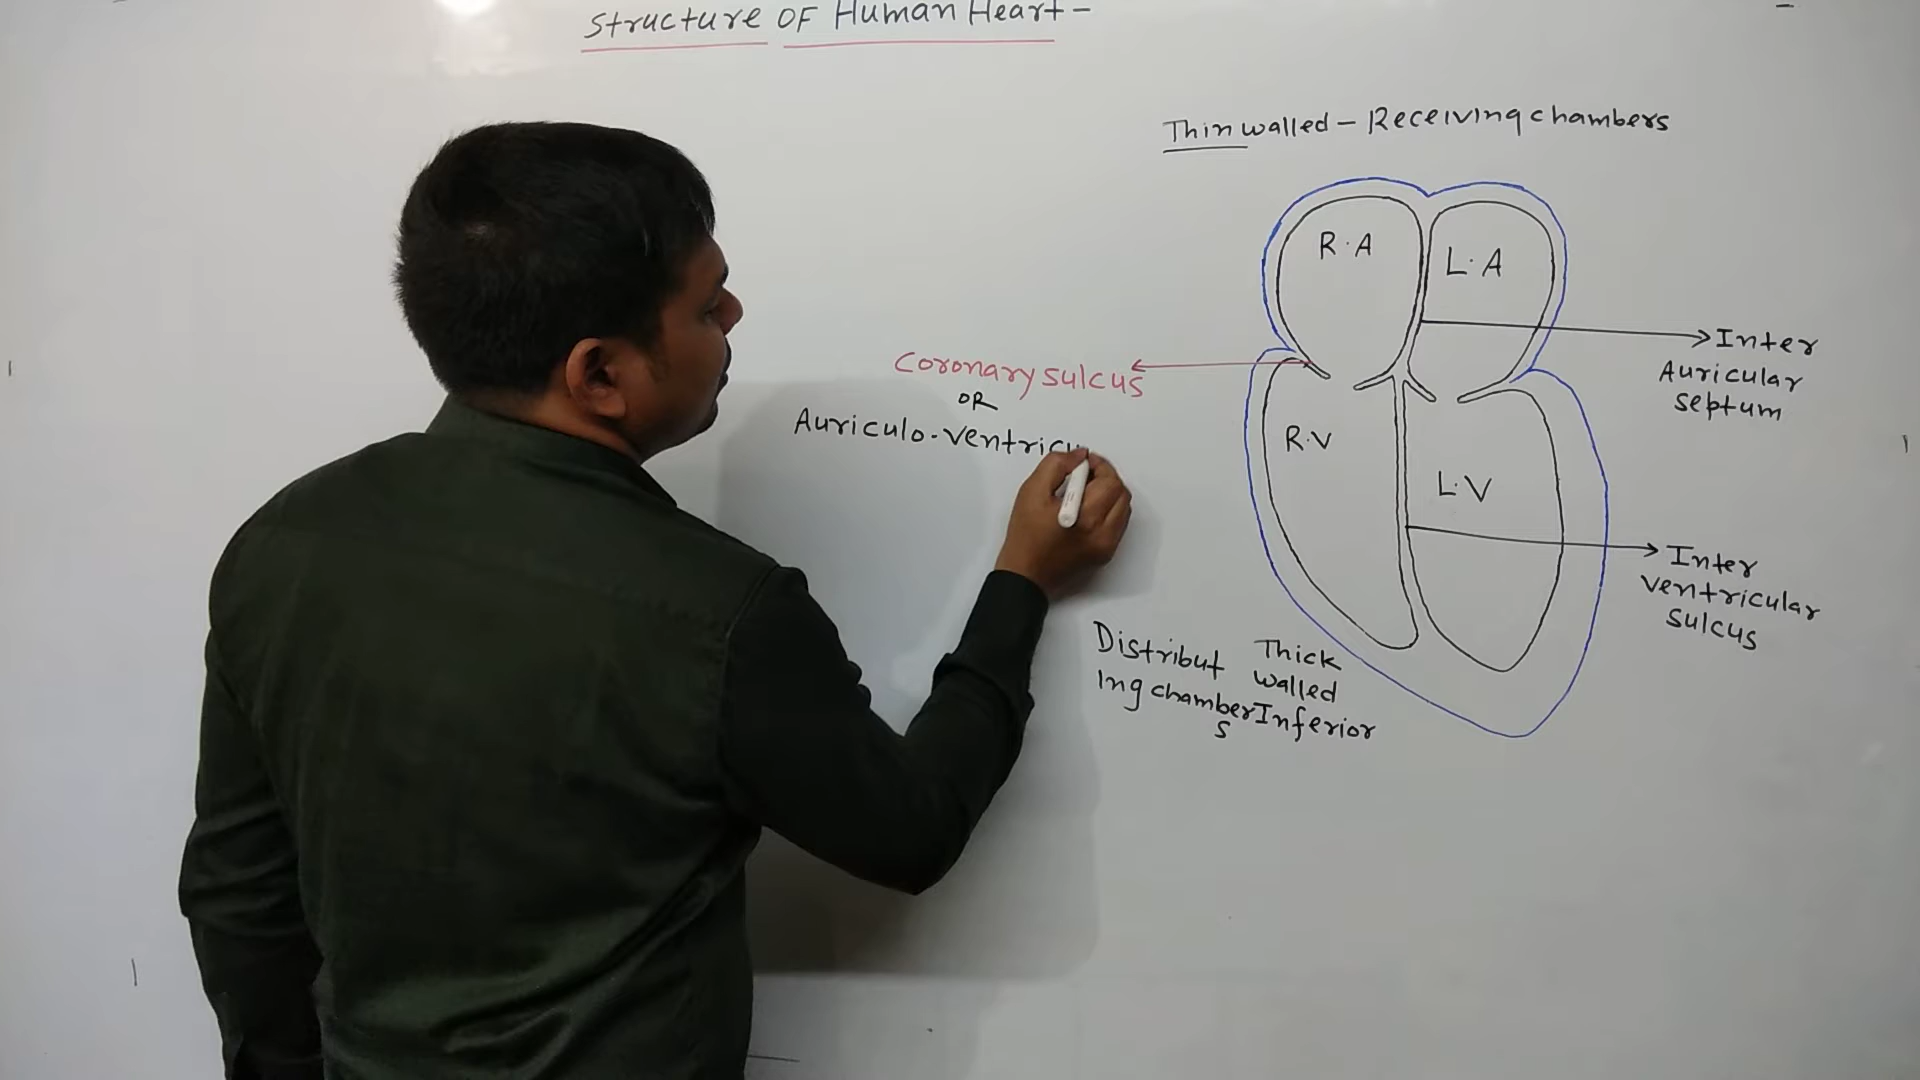 Structure OF Human Heart -
Thin walled - Receiving chambers
R.A
L.A
Inter
Auricular
septum
Coronary sulcus
OR
Auriculo-ventricu
R.V
L.V
Inter
ventricular
sulcus
Distribut
ing chamber
s
Thick
walled
Inferior